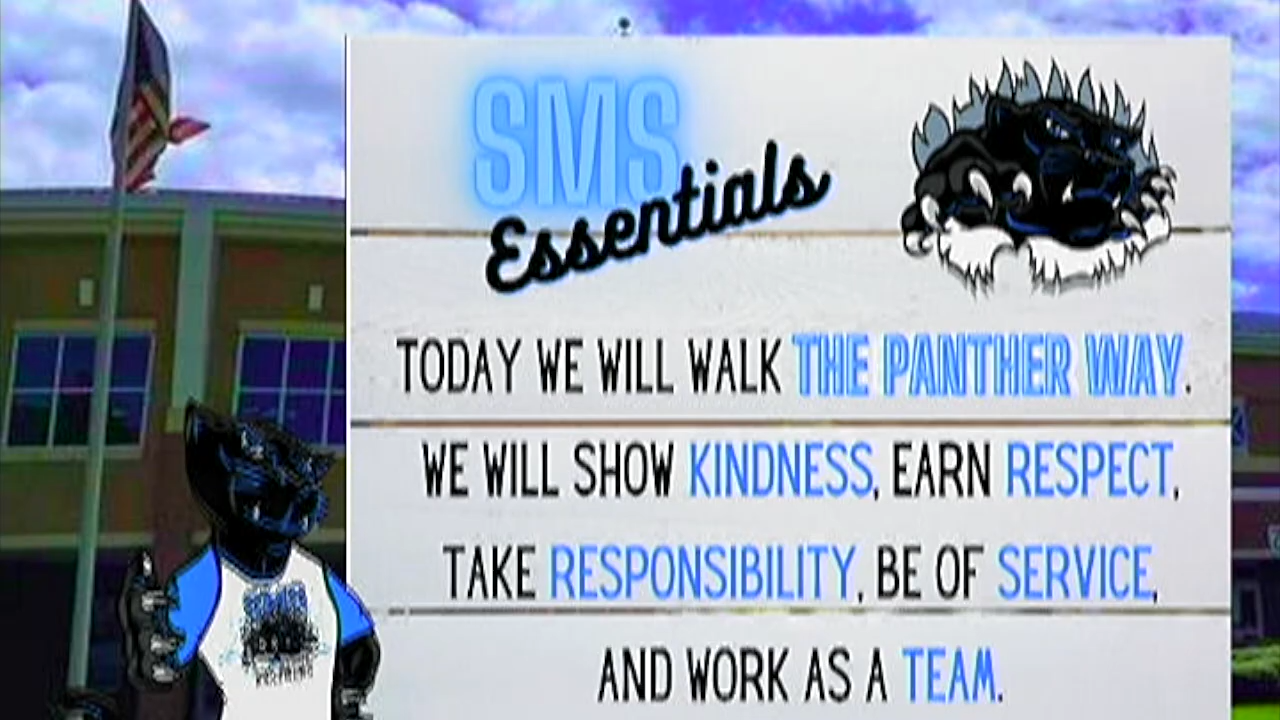 SMS
Essentials
TODAY WE WILL WALK THE PANTHER WAY.
WE WILL SHOW KINDNESS, EARN RESPECT,
TAKE RESPONSIBILITY, BE OF SERVICE,
AND WORK AS A TEAM.
SMS